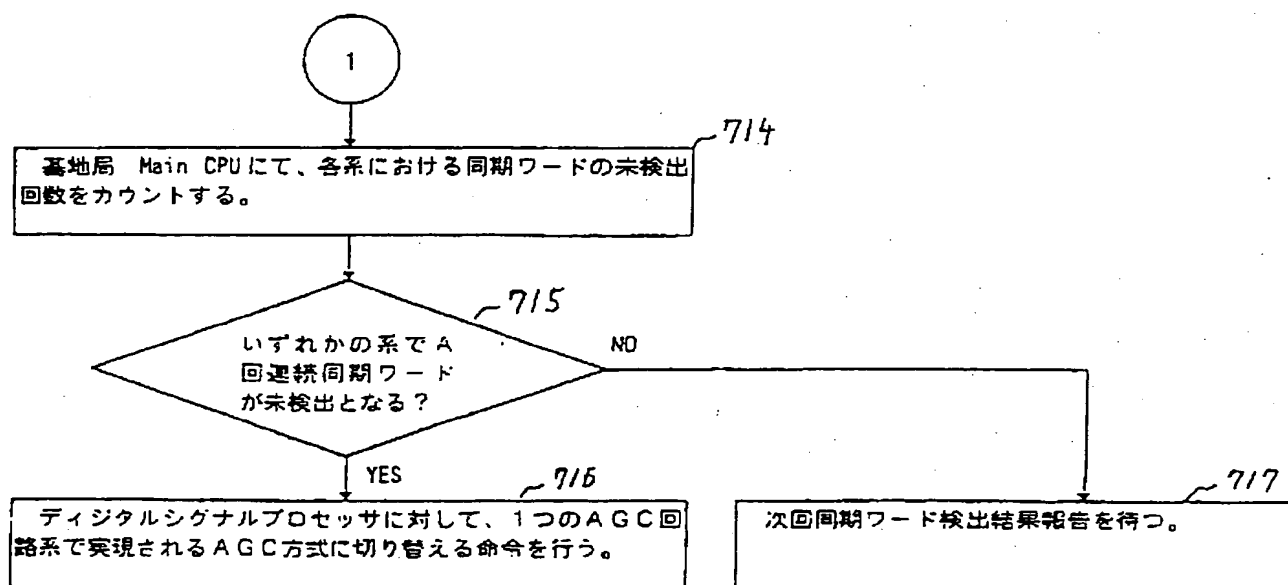 1
714
基地局 Main CPUにて、各系における同期ワードの未検出
回数をカウントする。
715
いずれかの系でA
回連続同期ワード
が未検出となる？
NO
YES
716
ディジタルシグナルプロセッサに対して、1つのAGC回
路系で実現されるAGC方式に切り替える命令を行う。
717
次回同期ワード検出結果報告を待つ。